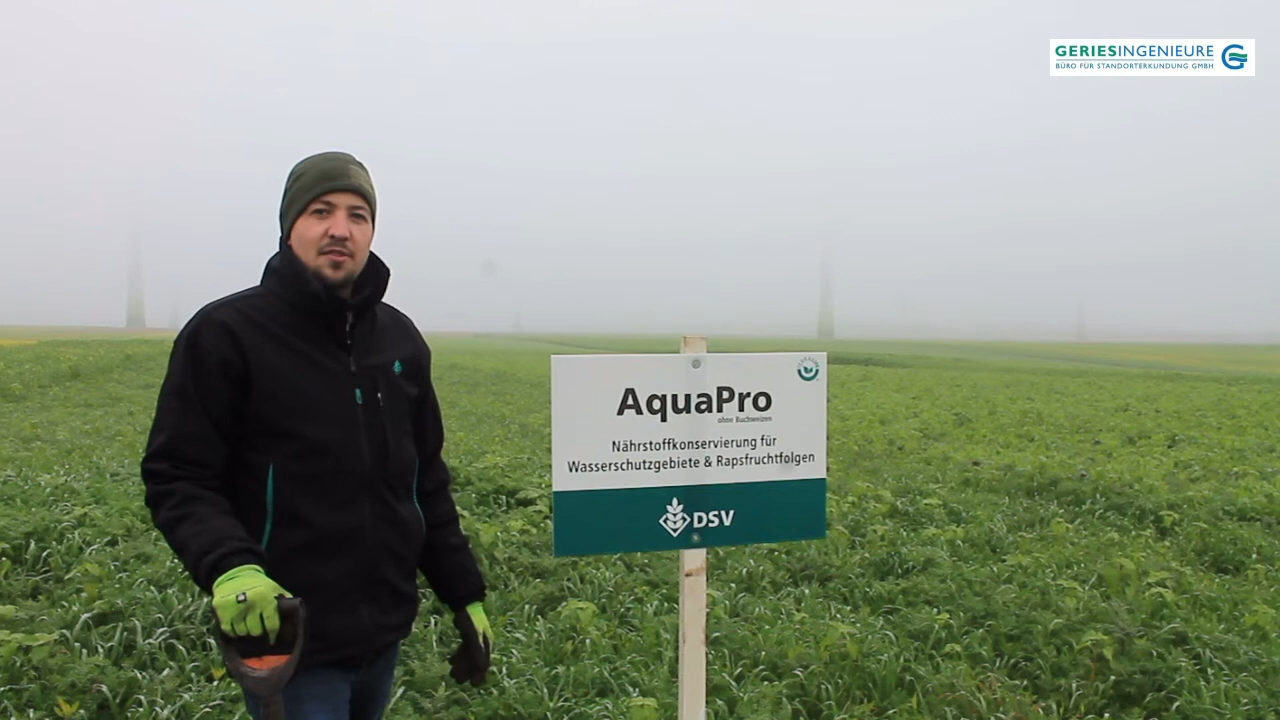 GERIESINGENIEURE
BÜRO FÜR STANDORTERKUNDUNG GMBH
AquaPro
ohne Buchweizen
Nährstoffkonservierung für
Wasserschutzgebiete & Rapsfruchtfolgen
DSV